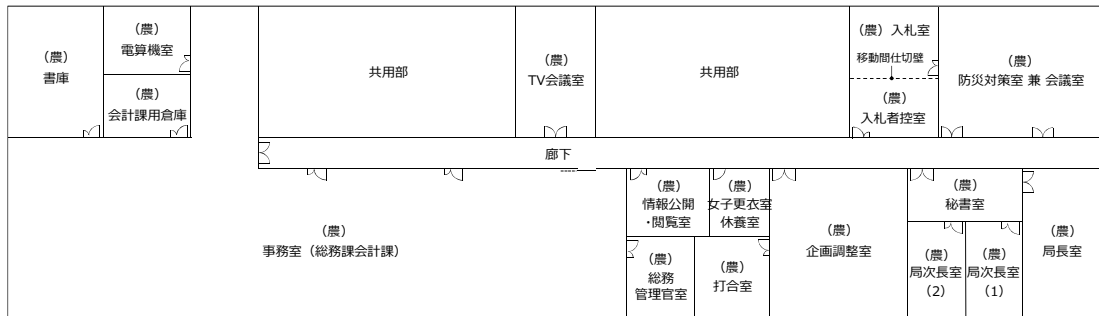 （農）
書庫
（農）
電算機室
（農）
会計課用倉庫
共用部
（農）
TV会議室
共用部
（農）入札室
移動間仕切壁
（農）
入札者控室
（農）
防災対策室 兼 会議室
廊下
（農）
事務室（総務課会計課）
（農）
情報公開
・閲覧室
（農）
女子更衣室
休養室
（農）
総務
管理官室
（農）
打合室
（農）
企画調整室
（農）
秘書室
（農）
局次長室
（2）
（農）
局次長室
（1）
（農）
局長室